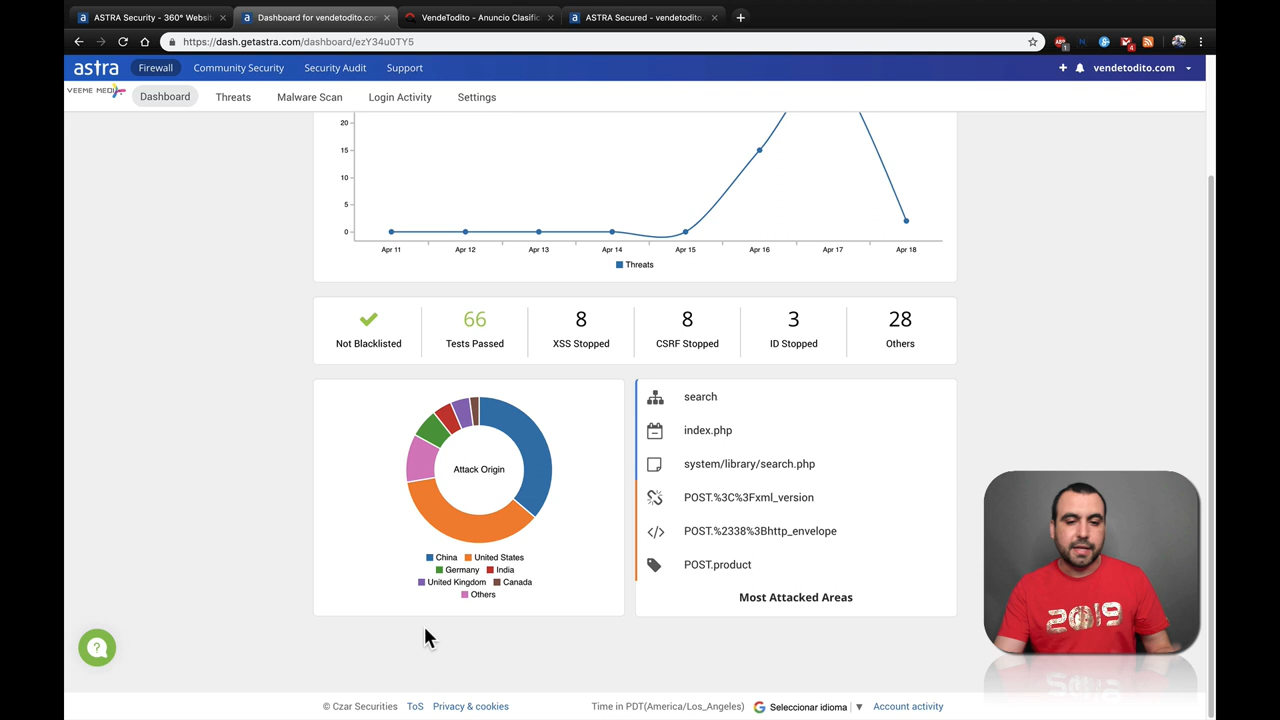 ASTRA Security - 360° Websit
Dashboard for vendetodito.co
VendeTodito - Anuncio Clasific
ASTRA Secured - vendetodito.
https://dash.getastra.com/dashboard/ezY34u0TY5
astra
Firewall
Community Security
Security Audit
Support
vendetodito.com
VEEME MEDIA
Dashboard
Threats
Malware Scan
Login Activity
Settings
20
15
10
5
0
Apr 11
Apr 12
Apr 13
Apr 14
Apr 15
Apr 16
Apr 17
Apr 18
Threats
66
8
8
3
28
Not Blacklisted
Tests Passed
XSS Stopped
CSRF Stopped
ID Stopped
Others
Attack Origin
China
United States
Germany
India
United Kingdom
Canada
Others
search
index.php
system/library/search.php
POST.%3C%3Fxml_version
POST.%2338%3Bhttp_envelope
POST.product
Most Attacked Areas
2019
© Czar Securities
ToS
Privacy & cookies
Time in PDT(America/Los_Angeles)
Seleccionar idioma
Account activity